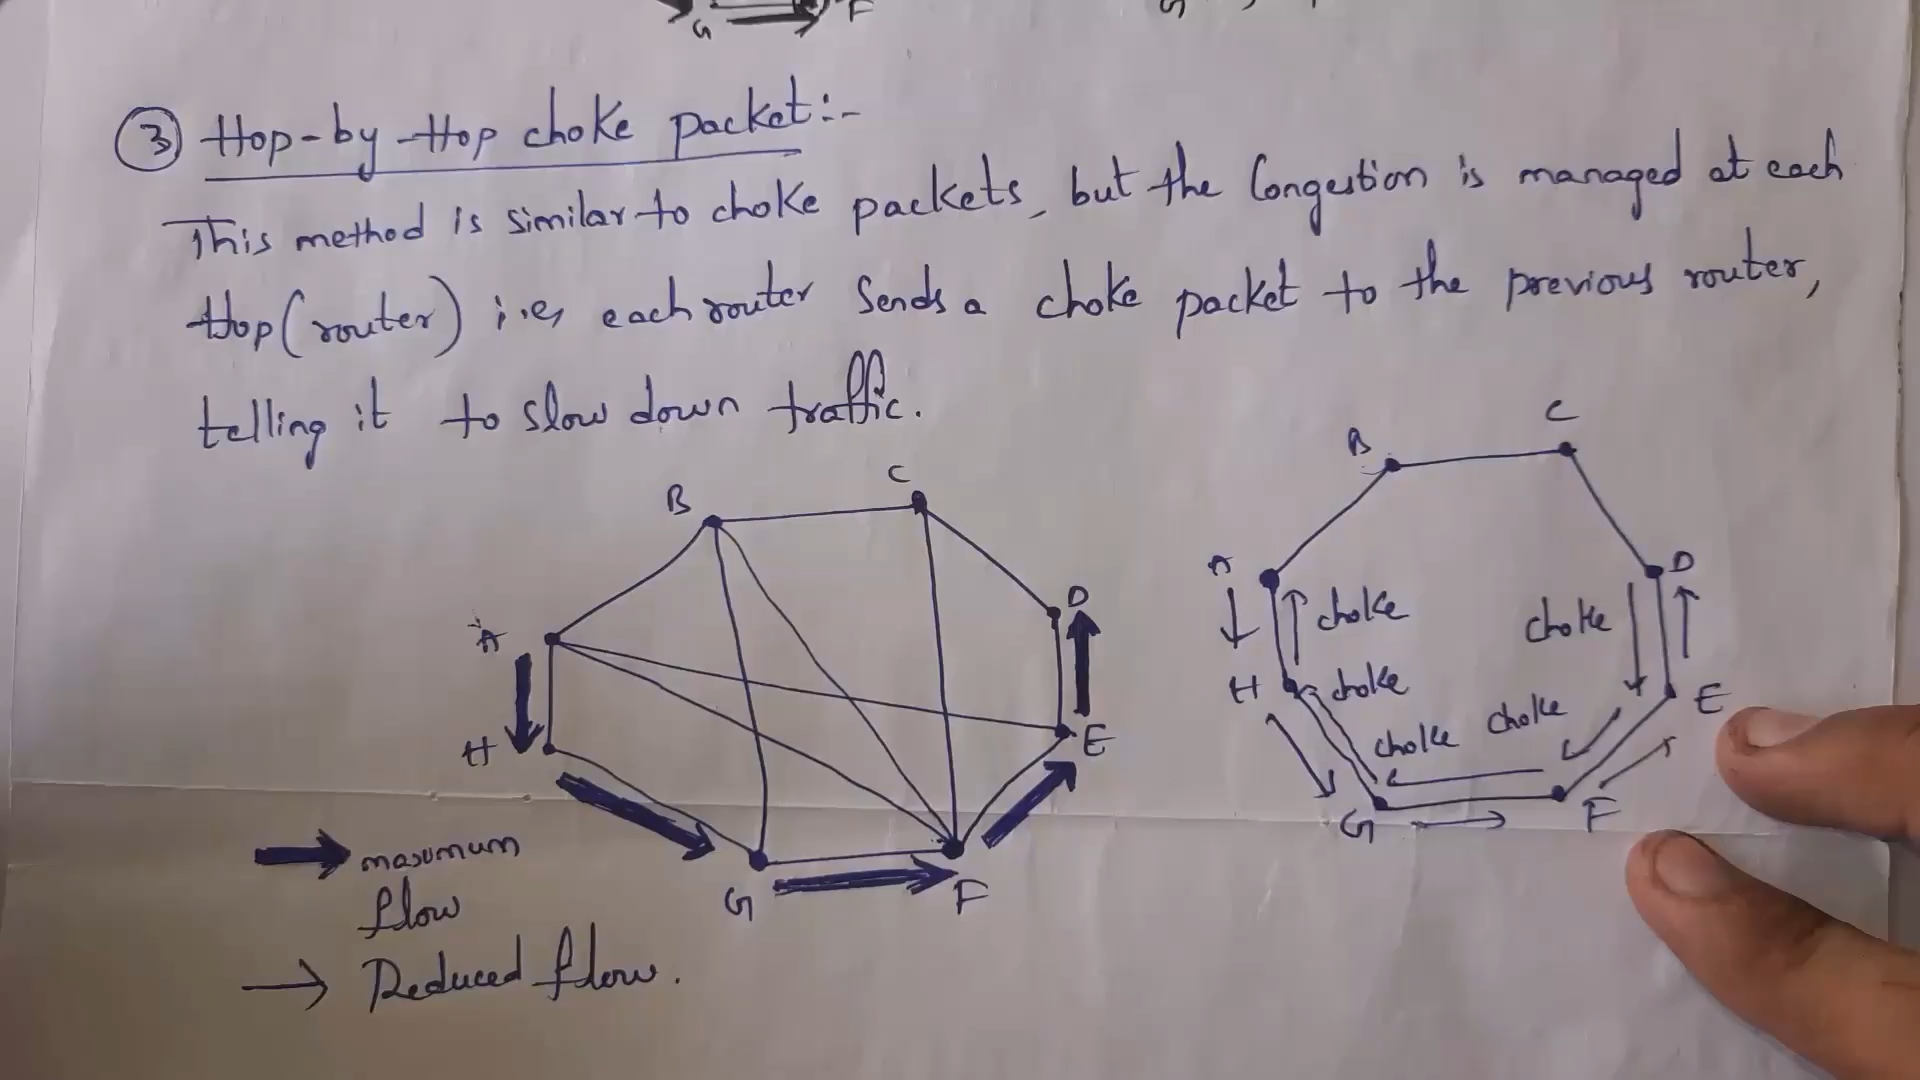 G F G
③ Hop-by-Hop choke packet:-
This method is similar to choke packets, but the Congestion is managed at each
Hop (router) i.e, each router Sends a choke packet to the previous router,
telling it to slow down traffic.
B C
A D
H E
G F
maximum
flow
Reduced flow.
B C
A D
choke choke
H choke E
choke choke
G F